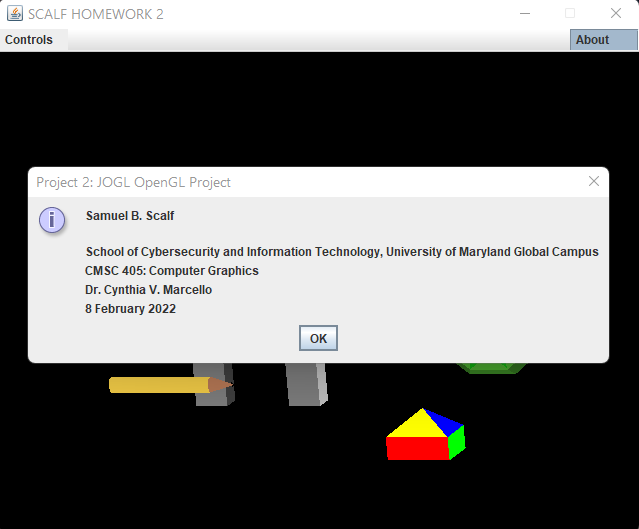 SCALF HOMEWORK 2
Controls
About
Project 2: JOGL OpenGL Project
Samuel B. Scalf
School of Cybersecurity and Information Technology, University of Maryland Global Campus
CMSC 405: Computer Graphics
Dr. Cynthia V. Marcello
8 February 2022
OK